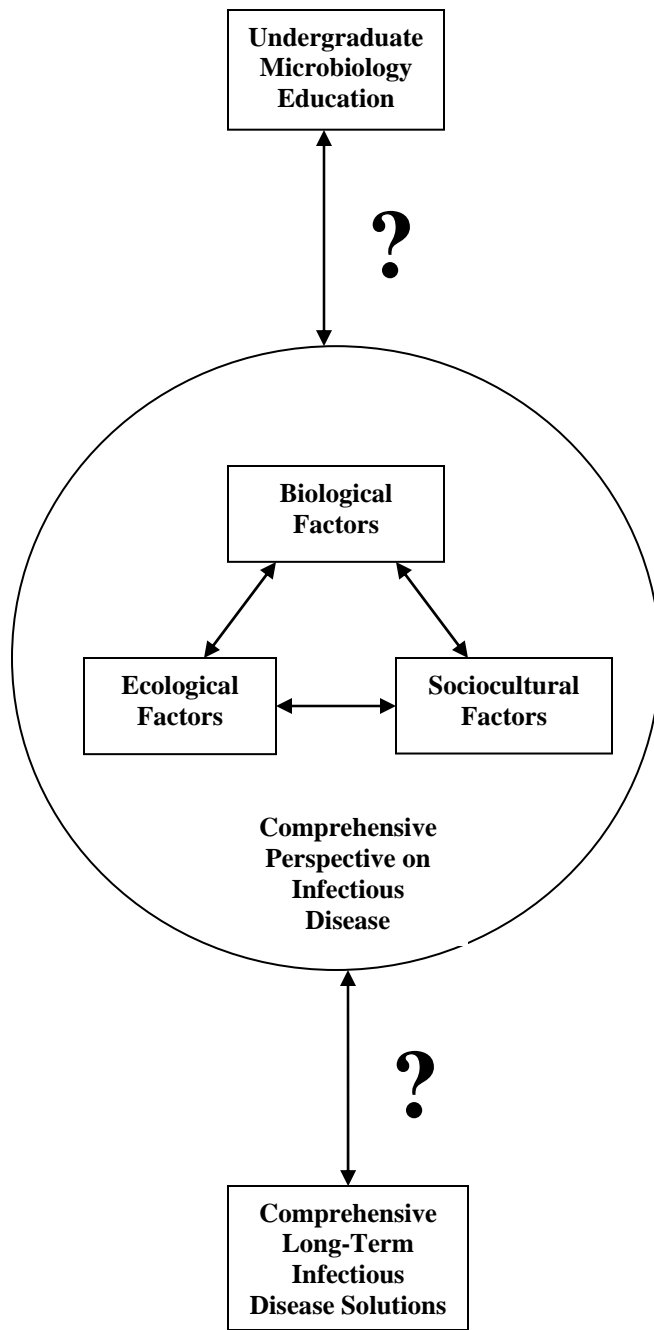 Undergraduate
Microbiology
Education
?
Biological
Factors
Ecological
Factors
Sociocultural
Factors
Comprehensive
Perspective on
Infectious
Disease
?
Comprehensive
Long-Term
Infectious
Disease Solutions